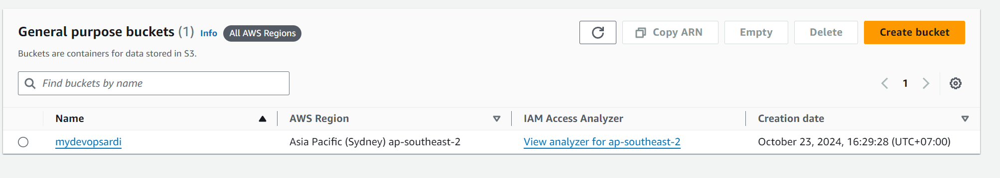 General purpose buckets (1) Info All AWS Regions
Copy ARN Empty Delete Create bucket
Buckets are containers for data stored in S3.
Find buckets by name
1
Name AWS Region IAM Access Analyzer Creation date
mydevopsardi Asia Pacific (Sydney) ap-southeast-2 View analyzer for ap-southeast-2 October 23, 2024, 16:29:28 (UTC+07:00)